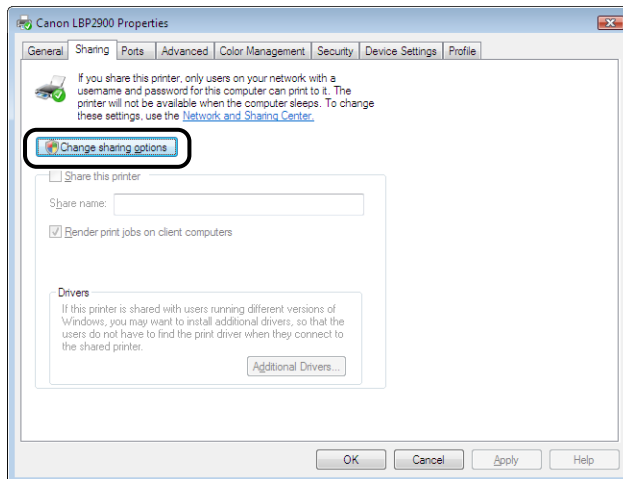 Canon LBP2900 Properties
General Sharing Ports Advanced Color Management Security Device Settings Profile
If you share this printer, only users on your network with a
username and password for this computer can print to it. The
printer will not be available when the computer sleeps. To change
these settings, use the Network and Sharing Center.
Change sharing options
Share this printer
Share name:
Render print jobs on client computers
Drivers
If this printer is shared with users running different versions of
Windows, you may want to install additional drivers, so that the
users do not have to find the print driver when they connect to
the shared printer.
Additional Drivers...
OK Cancel Apply Help